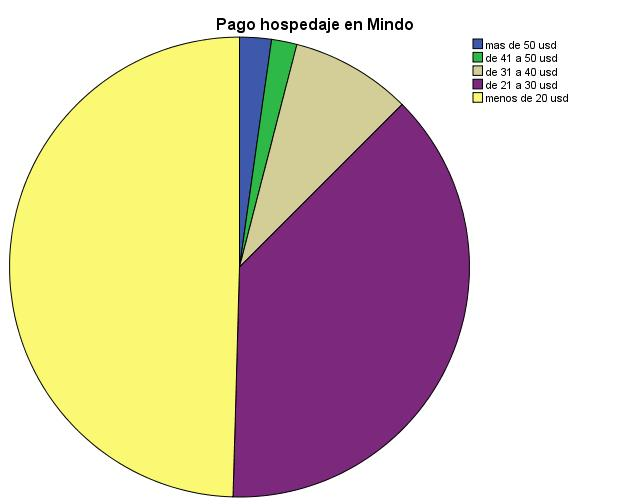 Pago hospedaje en Mindo
mas de 50 usd
de 41 a 50 usd
de 31 a 40 usd
de 21 a 30 usd
menos de 20 usd